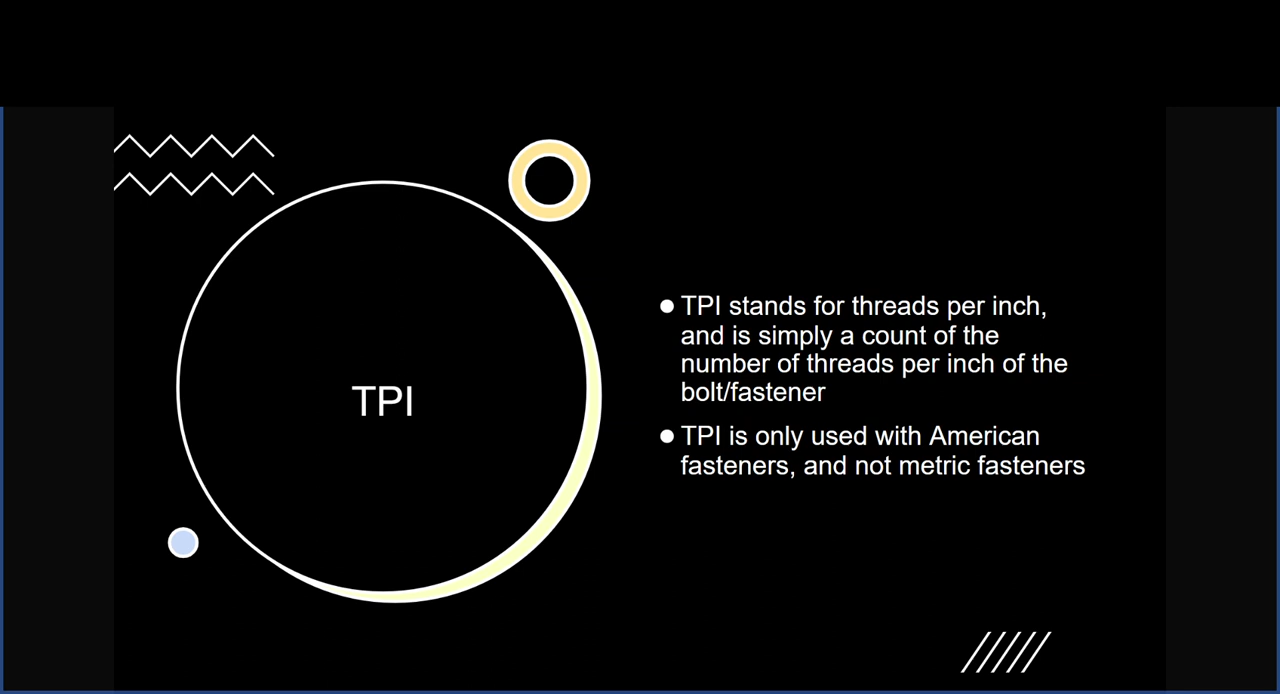 TPI
● TPI stands for threads per inch,
and is simply a count of the
number of threads per inch of the
bolt/fastener
● TPI is only used with American
fasteners, and not metric fasteners